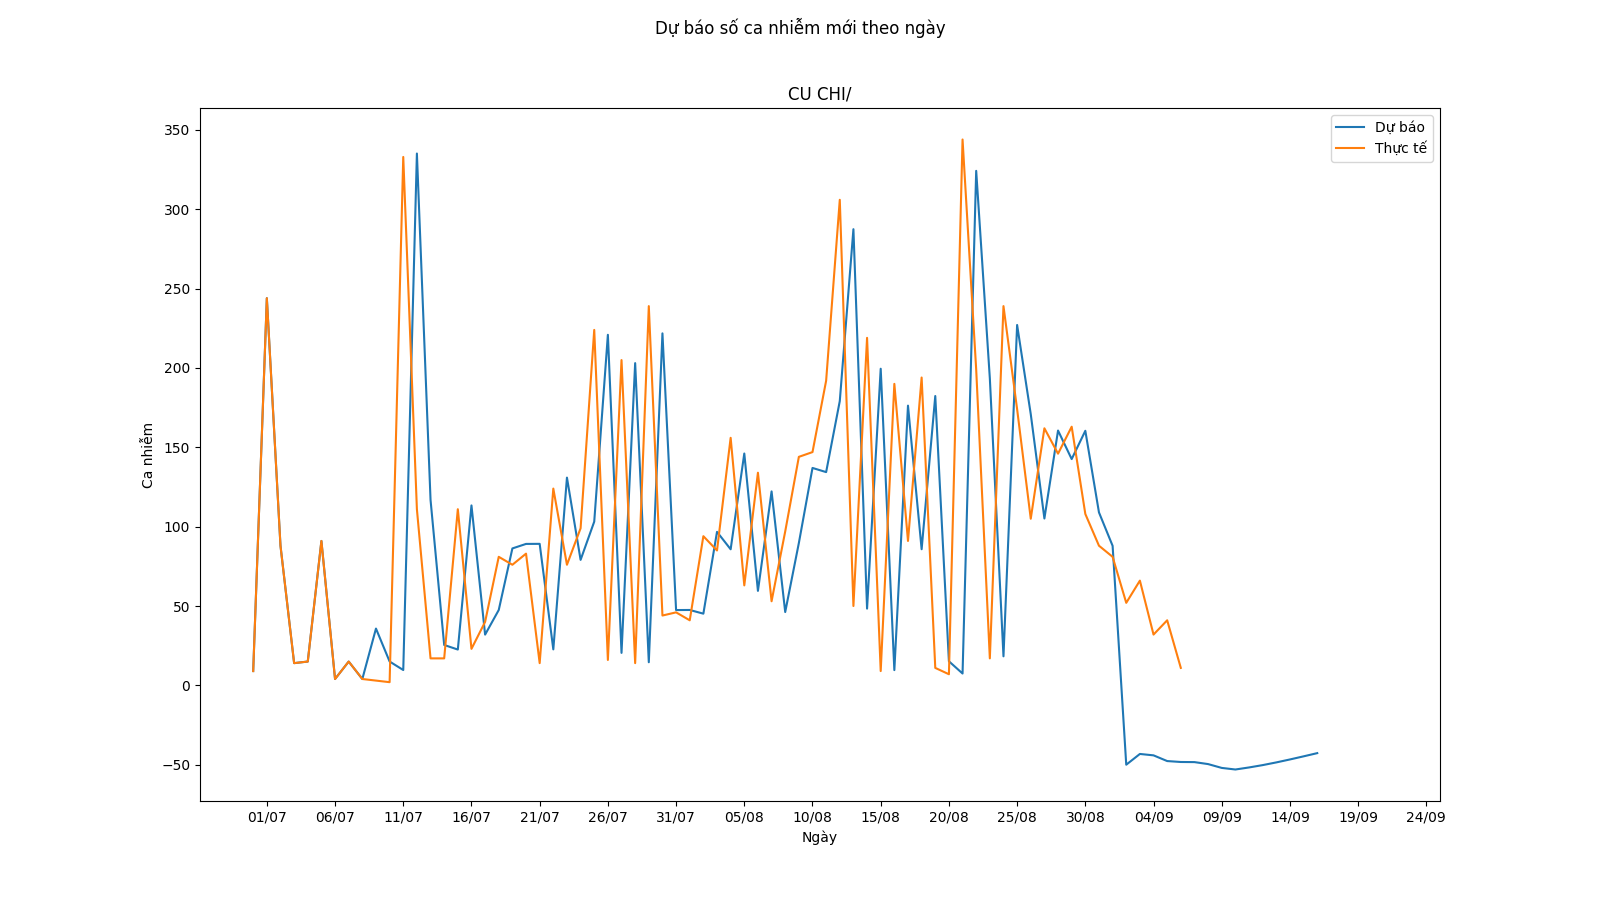 Dự báo số ca nhiễm mới theo ngày
CU CHI/
Dự báo
Thực tế
350
300
250
200
150
100
50
0
−50
Ca nhiễm
01/07 06/07 11/07 16/07 21/07 26/07 31/07 05/08 10/08 15/08 20/08 25/08 30/08 04/09 09/09 14/09 19/09 24/09
Ngày